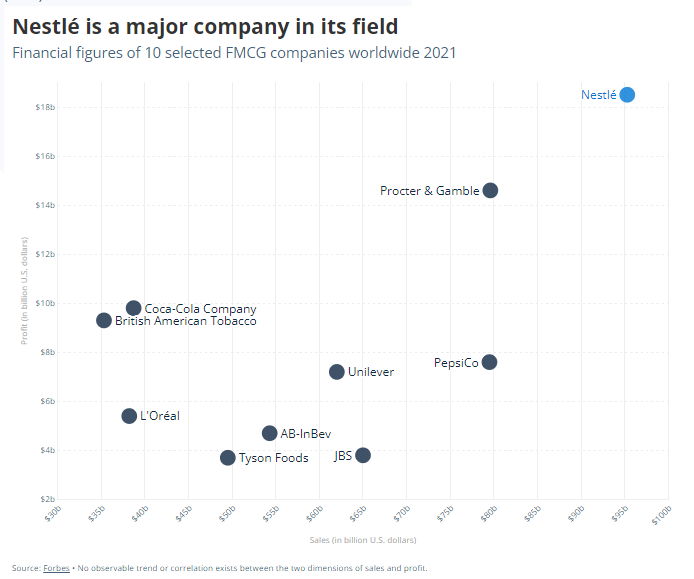 Nestlé is a major company in its field
Financial figures of 10 selected FMCG companies worldwide 2021
$18b
$16b
$14b
$12b
$10b
$8b
$6b
$4b
$2b
Profit (in billion U.S. dollars)
Nestlé
Procter & Gamble
Coca-Cola Company
British American Tobacco
PepsiCo
Unilever
L'Oréal
AB-InBev
Tyson Foods
JBS
$30b
$35b
$40b
$45b
$50b
$55b
$60b
$65b
$70b
$75b
$80b
$85b
$90b
$95b
$100b
Sales (in billion U.S. dollars)
Source: Forbes • No observable trend or correlation exists between the two dimensions of sales and profit.